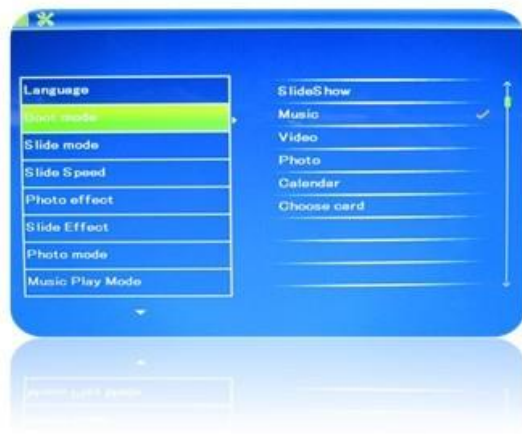 Language
Boot mode
Slide mode
Slide Speed
Photo effect
Slide Effect
Photo mode
Music Play Mode
SlideShow
Music
Video
Photo
Calendar
Choose card